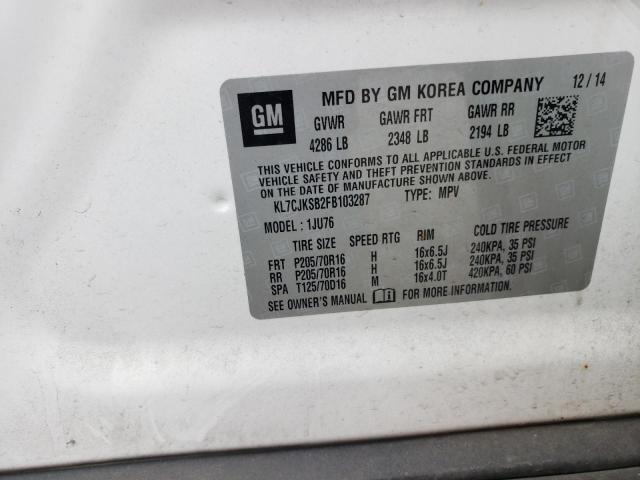 GM
MFD BY GM KOREA COMPANY 12/14
GVWR GAWR FRT GAWR RR
4286 LB 2348 LB 2194 LB
THIS VEHICLE CONFORMS TO ALL APPLICABLE U.S. FEDERAL MOTOR
VEHICLE SAFETY AND THEFT PREVENTION STANDARDS IN EFFECT
ON THE DATE OF MANUFACTURE SHOWN ABOVE.
KL7CJKSB2FB103287 TYPE: MPV
MODEL: 1JU76
TIRE SIZE SPEED RTG RIM COLD TIRE PRESSURE
FRT P205/70R16 H 16x6.5J 240KPA, 35 PSI
RR P205/70R16 H 16x6.5J 240KPA, 35 PSI
SPA T125/70D16 M 16x4.0T 420KPA, 60 PSI
SEE OWNER'S MANUAL FOR MORE INFORMATION.